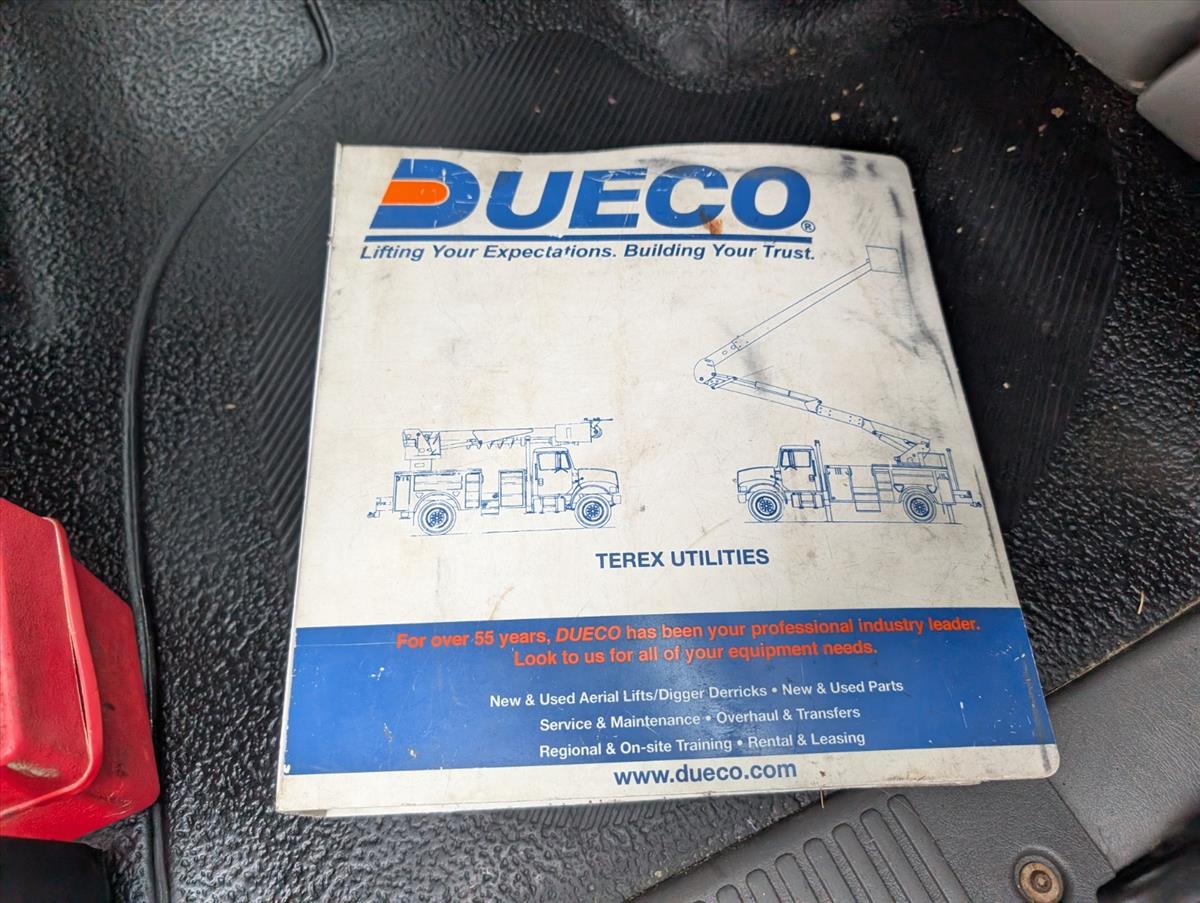 DUECO®
Lifting Your Expectations. Building Your Trust.
TEREX UTILITIES
For over 55 years, DUECO has been your professional industry leader.
Look to us for all of your equipment needs.
New & Used Aerial Lifts/Digger Derricks • New & Used Parts
Service & Maintenance • Overhaul & Transfers
Regional & On-site Training • Rental & Leasing
www.dueco.com